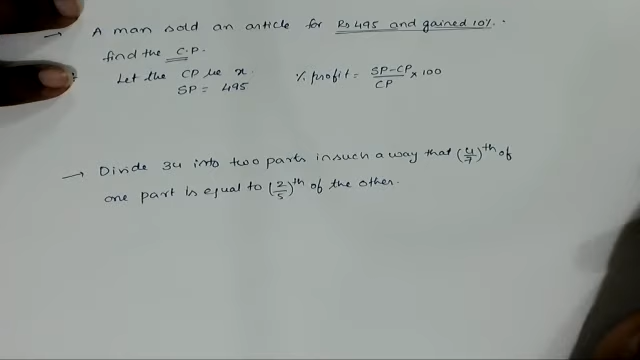 → A man sold an article for Rs 495 and gained 10%.
find the C.P.
Let the CP be x.
SP = 495
% profit = SP-CP/CP × 100
→ Divide 34 into two parts in such a way that (4/7)th of
one part is equal to (2/5)th of the other.